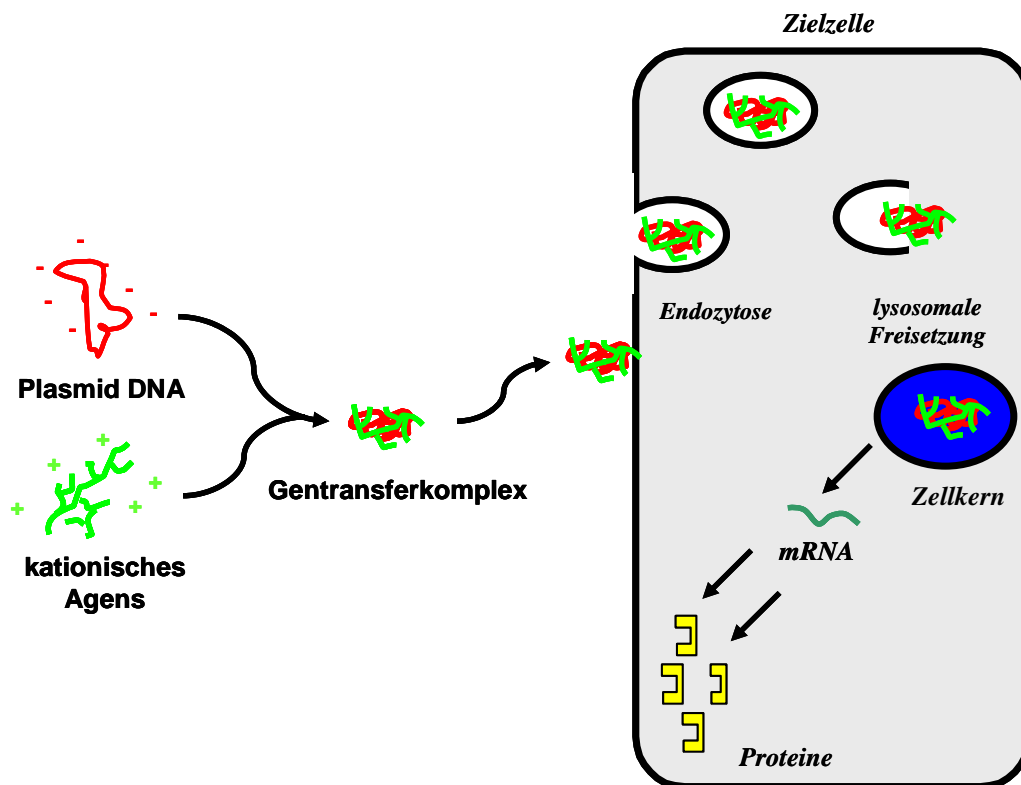 Zielzelle
Endozytose
lysosomale
Freisetzung
Plasmid DNA
Gentransferkomplex
Zellkern
kationisches
Agens
mRNA
Proteine